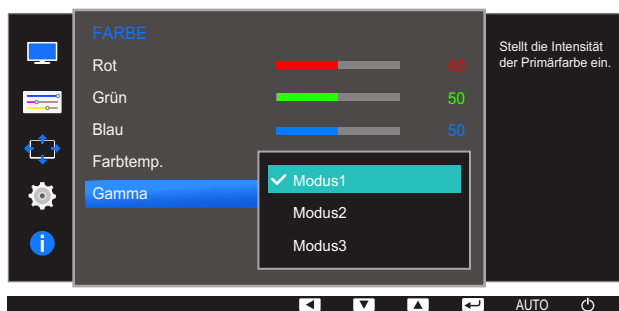 FARBE
Rot 50
Grün 50
Blau 50
Farbtemp.
Gamma
Modus1
Modus2
Modus3
Stellt die Intensität
der Primärfarbe ein.
AUTO